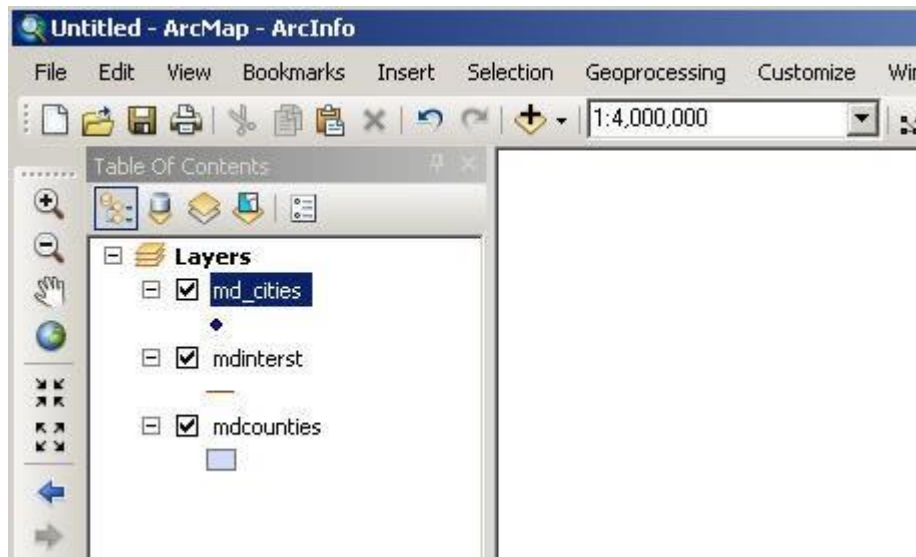 Untitled - ArcMap - ArcInfo
File Edit View Bookmarks Insert Selection Geoprocessing Customize
1:4,000,000
Table Of Contents
Layers
md_cities
mdinterst
mdcounties